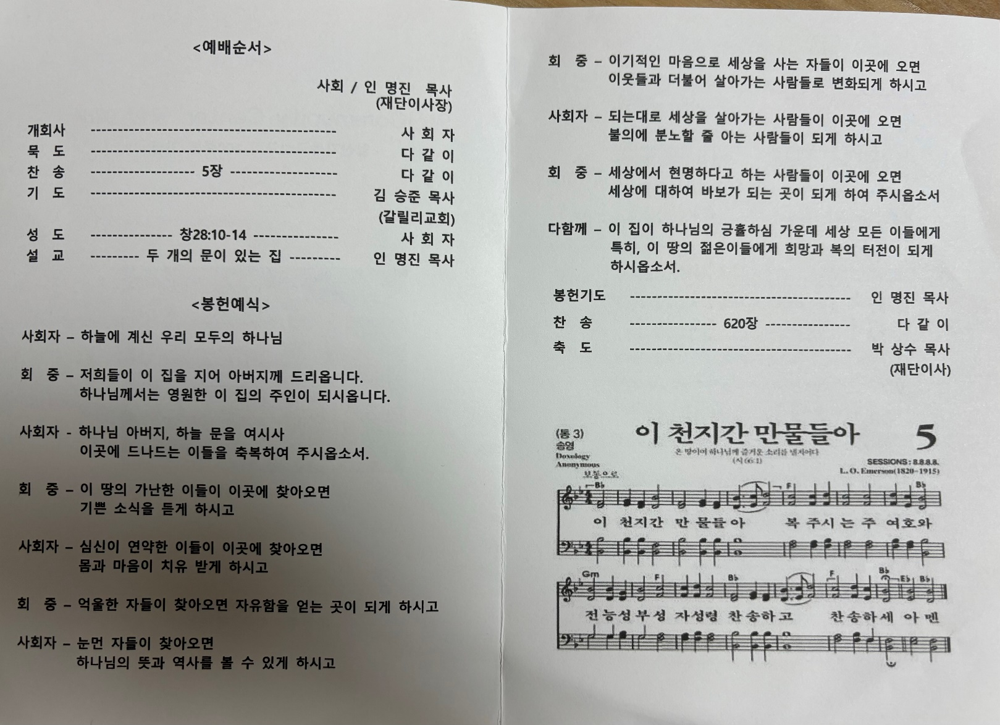 <예배순서>
사회 / 인 명진 목사
(재단이사장)
개회사 ---------------------------------------- 사 회 자
묵 도 ---------------------------------------- 다 같 이
찬 송 ----------------- 5장 ----------------- 다 같 이
기 도 ---------------------------------------- 김 승준 목사
(갈릴리교회)
성 도 ------------- 창28:10-14 -------------- 사 회 자
설 교 --------- 두 개의 문이 있는 집 --------- 인 명진 목사
<봉헌예식>
사회자 – 하늘에 계신 우리 모두의 하나님
회 중 – 저희들이 이 집을 지어 아버지께 드리옵니다.
하나님께서는 영원한 이 집의 주인이 되시옵니다.
사회자 - 하나님 아버지, 하늘 문을 여시사
이곳에 드나드는 이들을 축복하여 주시옵소서.
회 중 – 이 땅의 가난한 이들이 이곳에 찾아오면
기쁜 소식을 듣게 하시고
사회자 – 심신이 연약한 이들이 이곳에 찾아오면
몸과 마음이 치유 받게 하시고
회 중 – 억울한 자들이 찾아오면 자유함을 얻는 곳이 되게 하시고
사회자 – 눈먼 자들이 찾아오면
하나님의 뜻과 역사를 볼 수 있게 하시고
회 중 – 이기적인 마음으로 세상을 사는 자들이 이곳에 오면
이웃들과 더불어 살아가는 사람들로 변화되게 하시고
사회자 – 되는대로 세상을 살아가는 사람들이 이곳에 오면
불의에 분노할 줄 아는 사람들이 되게 하시고
회 중 – 세상에서 현명하다고 하는 사람들이 이곳에 오면
세상에 대하여 바보가 되는 곳이 되게 하여 주시옵소서
다함께 – 이 집이 하나님의 긍휼하심 가운데 세상 모든 이들에게
특히, 이 땅의 젊은이들에게 희망과 복의 터전이 되게
하시옵소서.
봉헌기도 ------------------------------------ 인 명진 목사
찬 송 -------------- 620장 -------------- 다 같 이
축 도 ------------------------------------ 박 상수 목사
(재단이사)
(통 3) 이 천지간 만물들아 5
송영
온 땅이여 하나님께 즐거운 소리를 낼지어다
Doxology
(시 66:1)
Anonymous
SESSIONS : 8.8.8.8.
보통으로
L. O. Emerson(1820-1915)
B♭ F B♭
이 천지간 만 물들아 복 주시는 주 여호와
Gm F B♭ F B♭ E♭ B♭
전능성부성 자성령 찬송하고 찬송하세 아멘